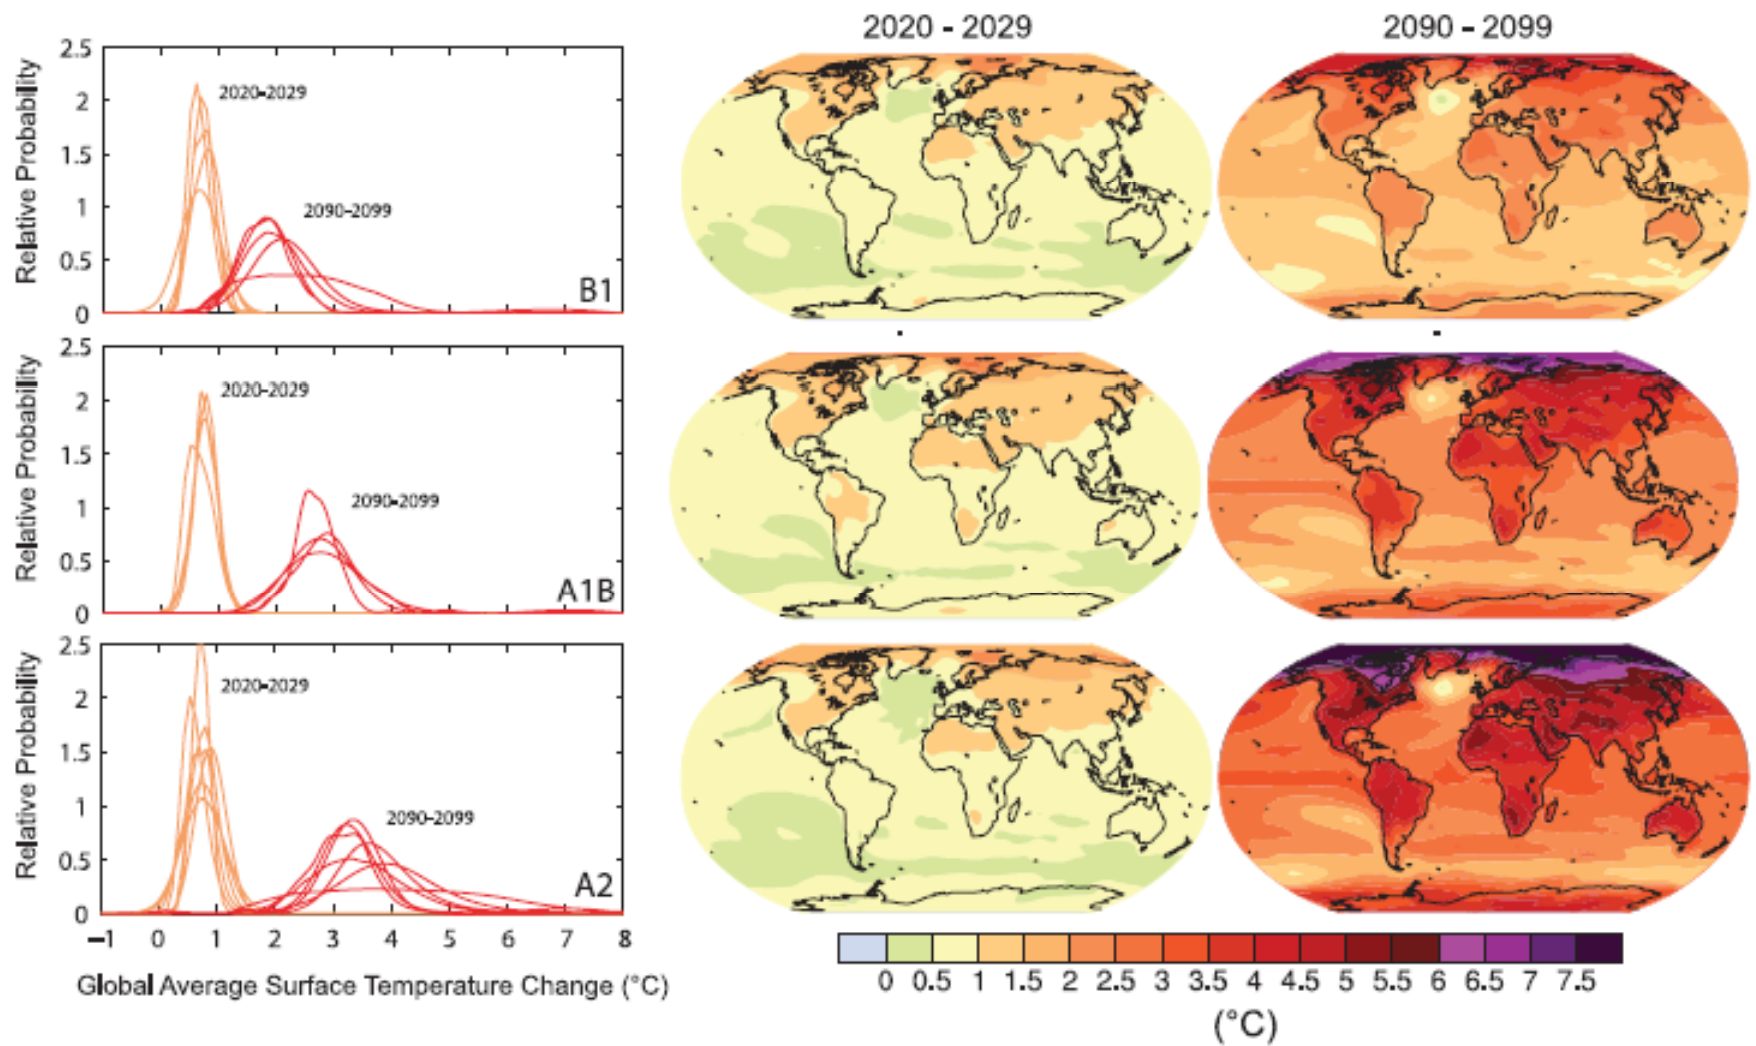 2020 - 2029
2090 - 2099
2.5
2
1.5
1
0.5
0
Relative Probability
2020-2029
2090-2099
B1
2.5
2
1.5
1
0.5
0
Relative Probability
2020-2029
2090-2099
A1B
2.5
2
1.5
1
0.5
0
Relative Probability
2020-2029
2090-2099
A2
−1 0 1 2 3 4 5 6 7 8
Global Average Surface Temperature Change (°C)
0 0.5 1 1.5 2 2.5 3 3.5 4 4.5 5 5.5 6 6.5 7 7.5
(°C)